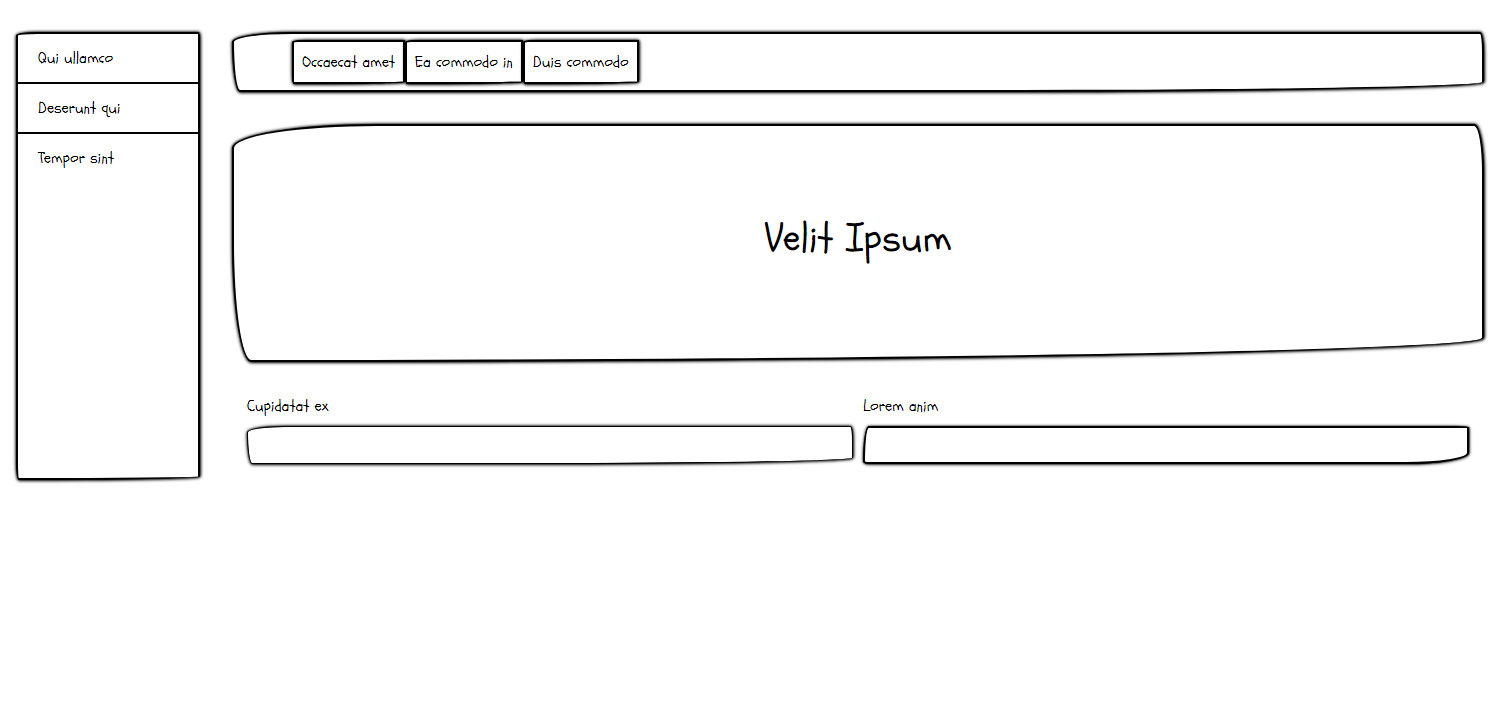 Qui ullamco
Deserunt qui
Tempor sint
Occaecat amet
Ea commodo in
Duis commodo
Velit Ipsum
Cupidatat ex
Lorem anim